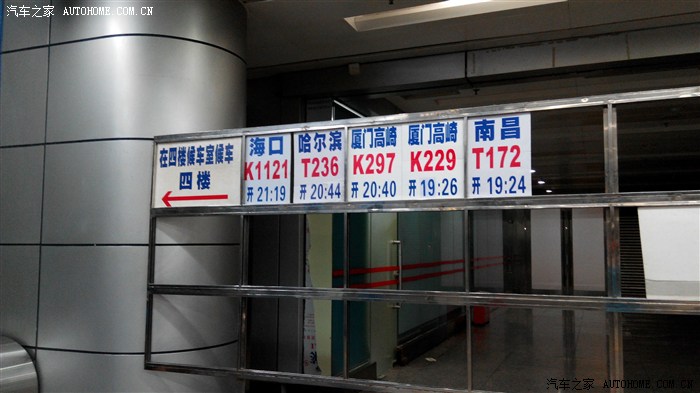 汽车之家 AUTOHOME.COM.CN
在四楼候车室候车
四楼
海口
K1121
开 21:19
哈尔滨
T236
开 20:44
厦门高崎
K297
开 20:40
厦门高崎
K229
开 19:26
南昌
T172
开 19:24
汽车之家 AUTOHOME.COM.CN